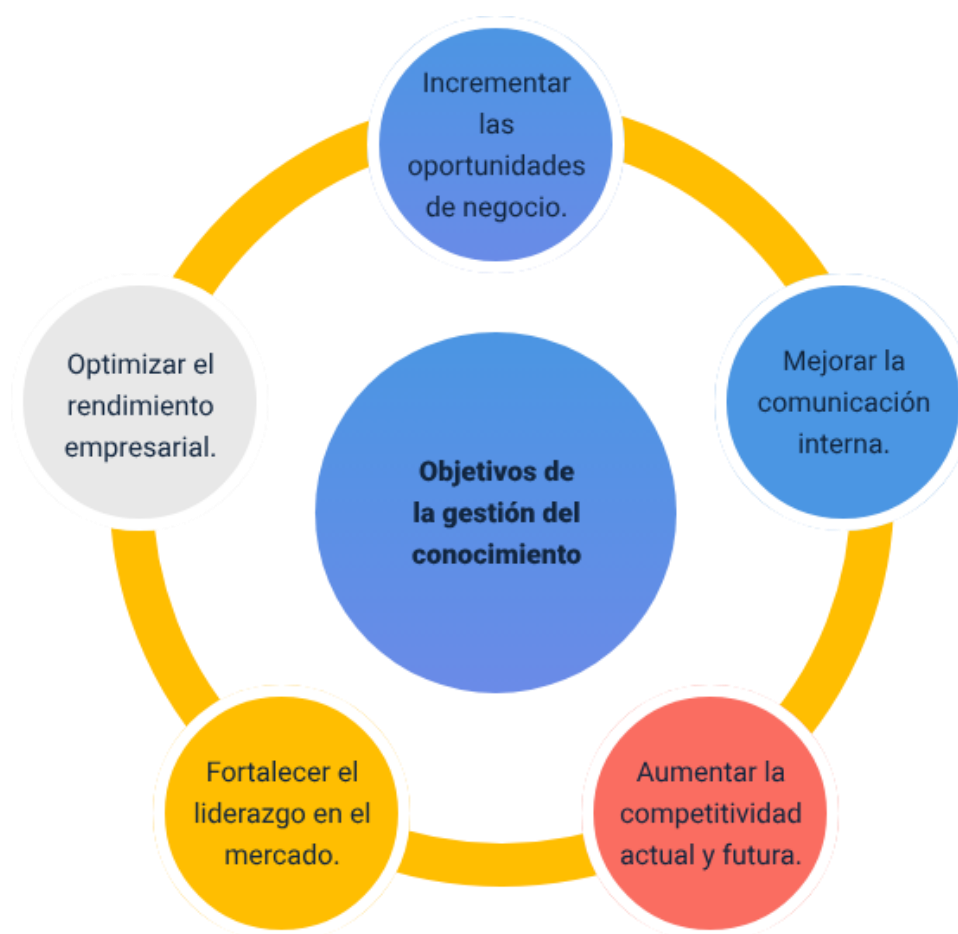 Incrementar
las
oportunidades
de negocio.
Mejorar la
comunicación
interna.
Aumentar la
competitividad
actual y futura.
Fortalecer el
liderazgo en el
mercado.
Optimizar el
rendimiento
empresarial.
Objetivos de
la gestión del
conocimiento